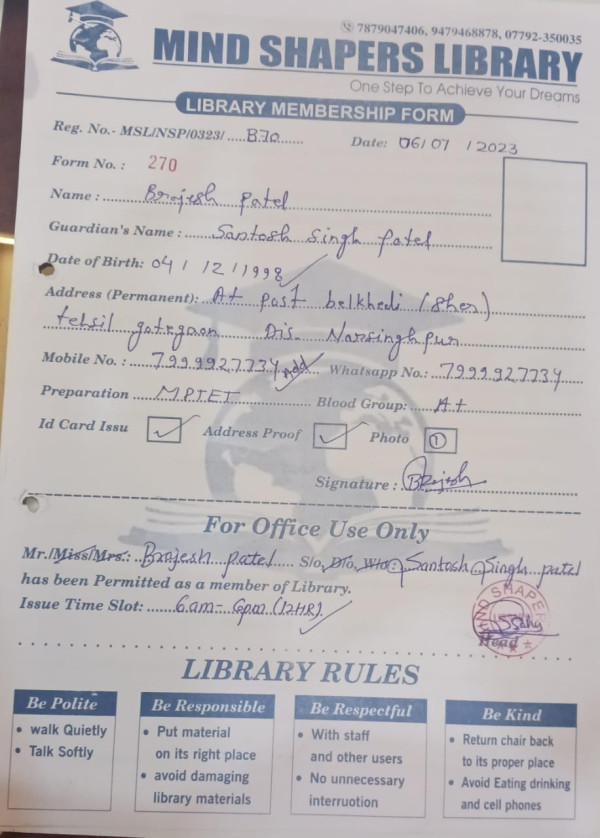 7879047406, 9479468878, 07792-350035
MIND SHAPERS LIBRARY
One Step To Achieve Your Dreams
LIBRARY MEMBERSHIP FORM
Reg. No.- MSL/NSP/0323/ B70 Date: 06/07/2023
Form No. : 270
Name : Brajesh Patel
Guardian's Name : Santosh Singh Patel
Date of Birth: 04/12/1998
Address (Permanent): At post belkhedi (Sher)
tehsil gotegaon Dis. Narsinghpur
Mobile No. : 7999927734 Add Whatsapp No.: 7999927734
Preparation MPTET Blood Group: A+
Id Card Issu Address Proof Photo 1
Signature : Brajesh
For Office Use Only
Mr./Miss/Mrs.: Brajesh patel S/o, D/o, W/o Santosh Singh patel
has been Permitted as a member of Library.
Issue Time Slot: 6am-6pm (12HR)
MIND SHAPE
Head
LIBRARY RULES
Be Polite
• walk Quietly
• Talk Softly
Be Responsible
• Put material
on its right place
• avoid damaging
library materials
Be Respectful
• With staff
and other users
• No unnecessary
interruotion
Be Kind
• Return chair back
to its proper place
• Avoid Eating drinking
and cell phones